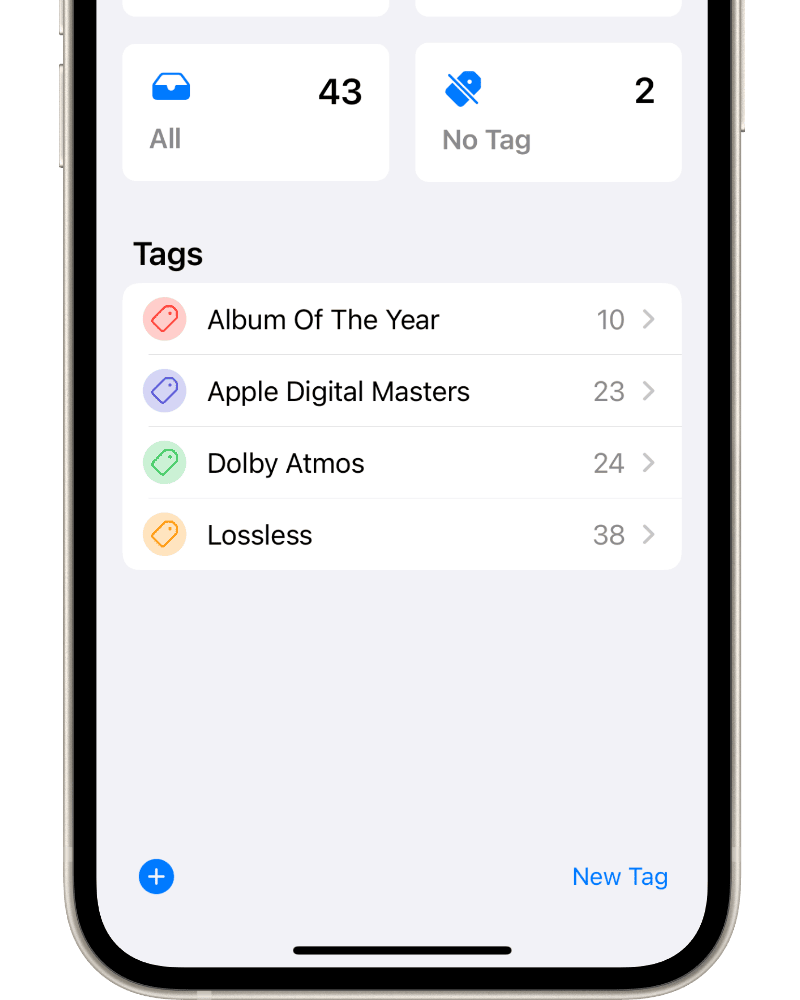 43
All
2
No Tag
Tags
Album Of The Year 10
Apple Digital Masters 23
Dolby Atmos 24
Lossless 38
New Tag